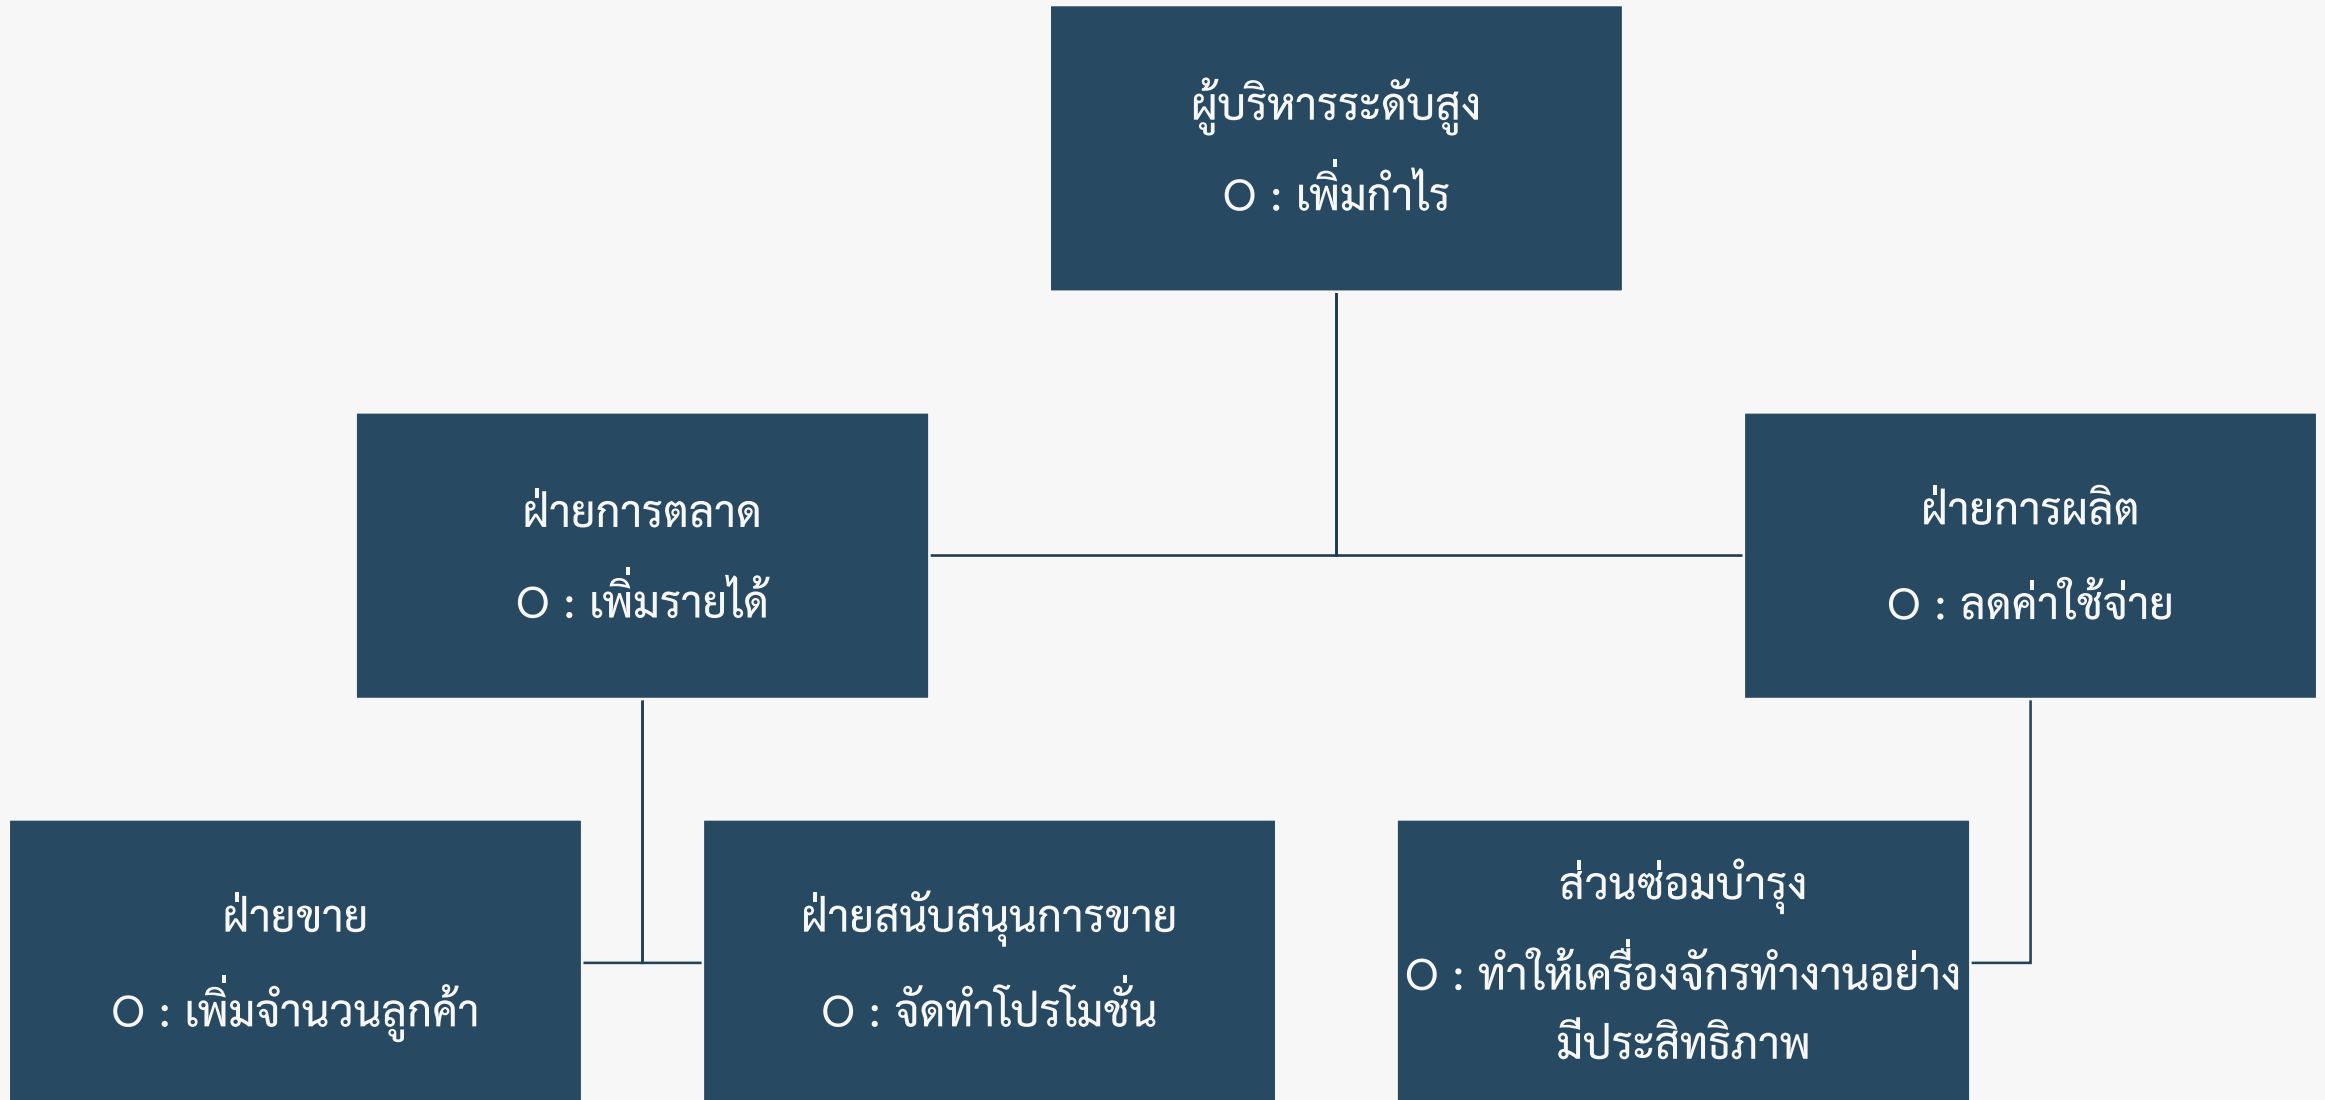 ผู้บริหารระดับสูง
O : เพิ่มกำไร
ฝ่ายการตลาด
O : เพิ่มรายได้
ฝ่ายการผลิต
O : ลดค่าใช้จ่าย
ฝ่ายขาย
O : เพิ่มจำนวนลูกค้า
ฝ่ายสนับสนุนการขาย
O : จัดทำโปรโมชั่น
ส่วนซ่อมบำรุง
O : ทำให้เครื่องจักรทำงานอย่าง
มีประสิทธิภาพ